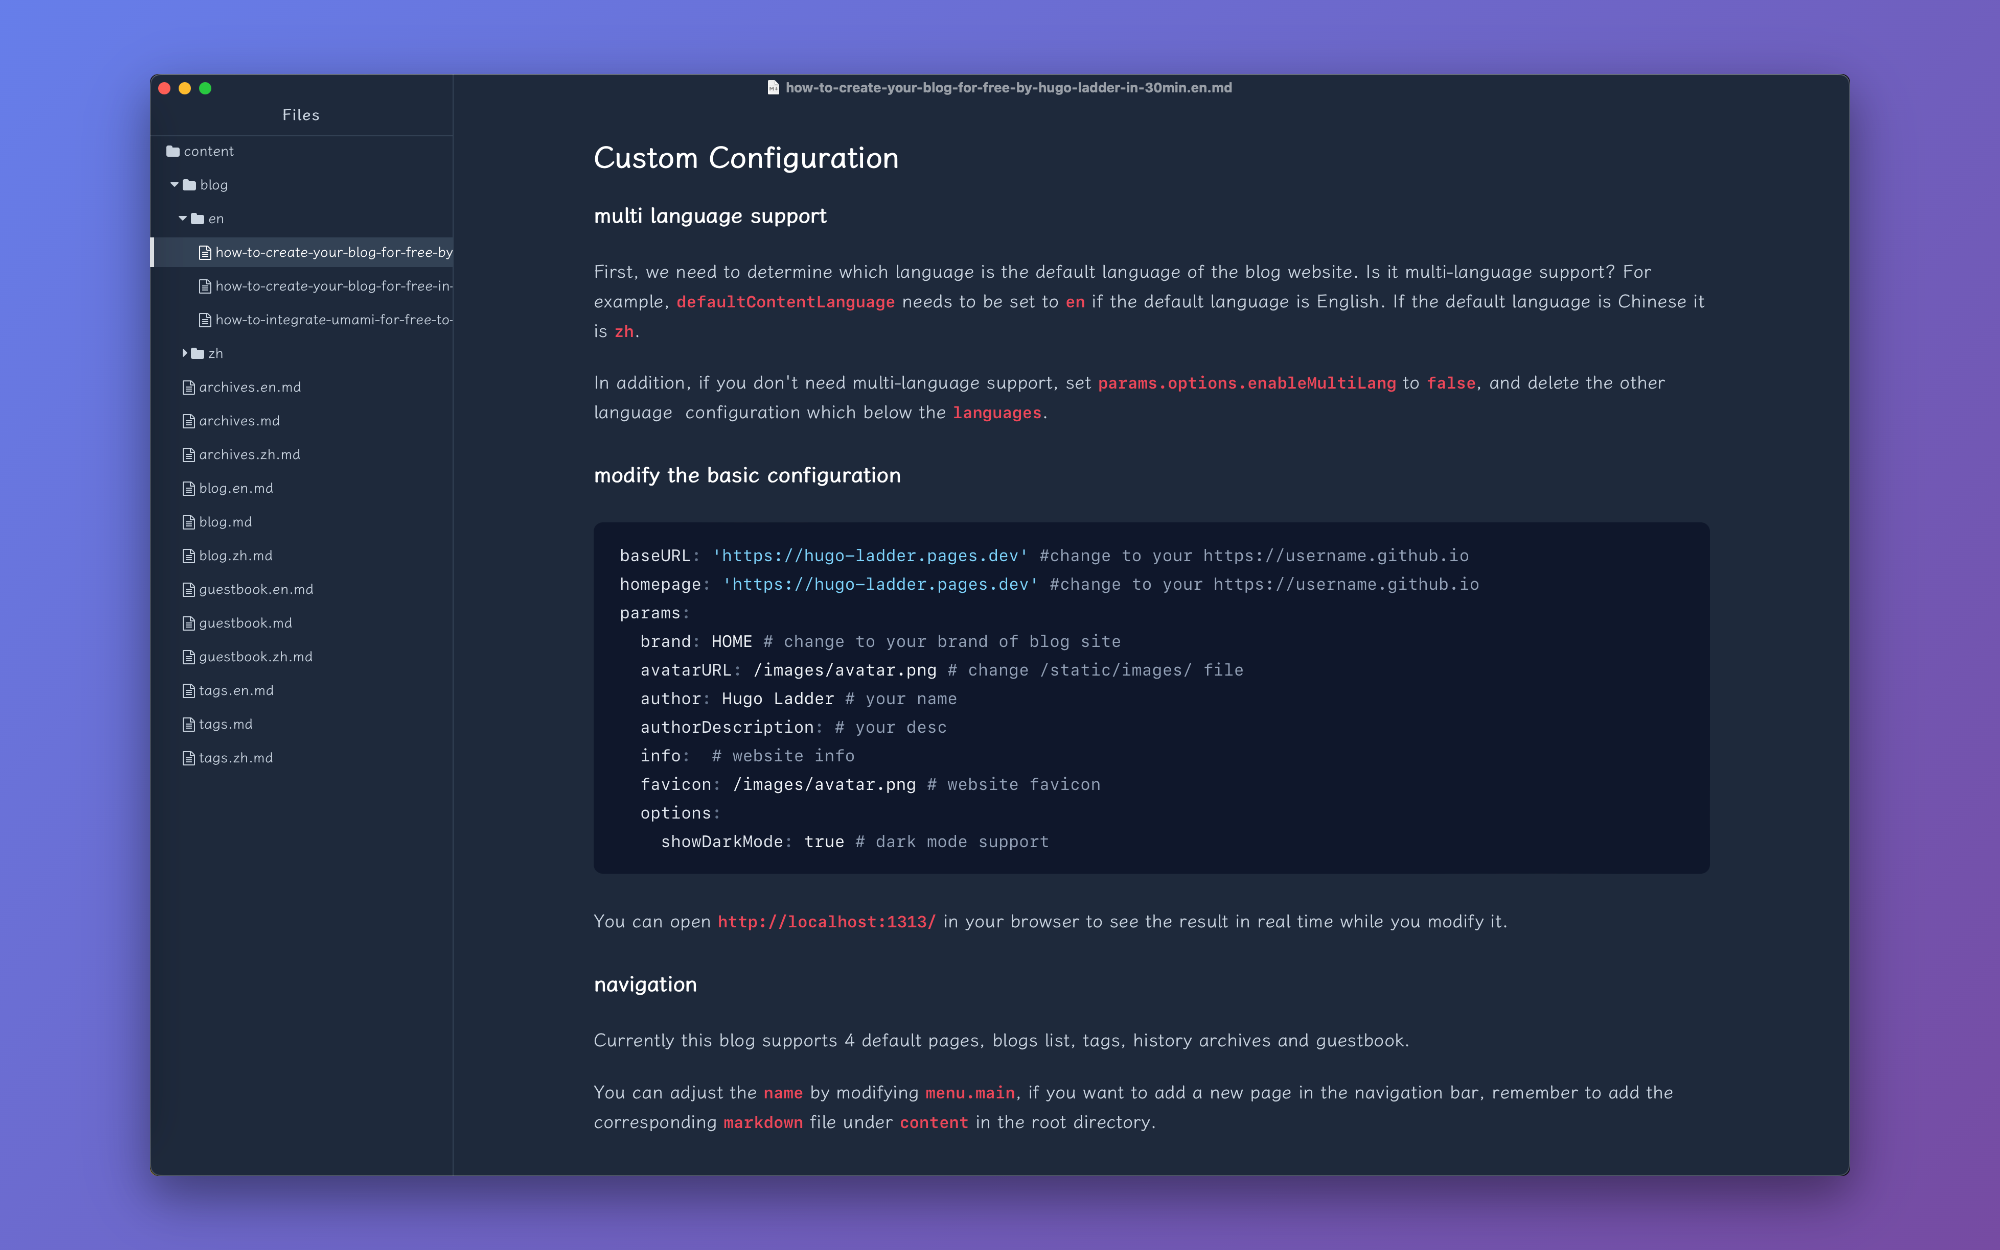 how-to-create-your-blog-for-free-by-hugo-ladder-in-30min.en.md
Files
content
blog
en
how-to-create-your-blog-for-free-by
how-to-create-your-blog-for-free-in-
how-to-integrate-umami-for-free-to-
zh
archives.en.md
archives.md
archives.zh.md
blog.en.md
blog.md
blog.zh.md
guestbook.en.md
guestbook.md
guestbook.zh.md
tags.en.md
tags.md
tags.zh.md
Custom Configuration
multi language support
First, we need to determine which language is the default language of the blog website. Is it multi-language support? For
example, defaultContentLanguage needs to be set to en if the default language is English. If the default language is Chinese it
is zh.
In addition, if you don't need multi-language support, set params.options.enableMultiLang to false, and delete the other
language  configuration which below the languages.
modify the basic configuration
baseURL: 'https://hugo-ladder.pages.dev' #change to your https://username.github.io
homepage: 'https://hugo-ladder.pages.dev' #change to your https://username.github.io
params:
  brand: HOME # change to your brand of blog site
  avatarURL: /images/avatar.png # change /static/images/ file
  author: Hugo Ladder # your name
  authorDescription: # your desc
  info:  # website info
  favicon: /images/avatar.png # website favicon
  options:
    showDarkMode: true # dark mode support
You can open http://localhost:1313/ in your browser to see the result in real time while you modify it.
navigation
Currently this blog supports 4 default pages, blogs list, tags, history archives and guestbook.
You can adjust the name by modifying menu.main, if you want to add a new page in the navigation bar, remember to add the
corresponding markdown file under content in the root directory.